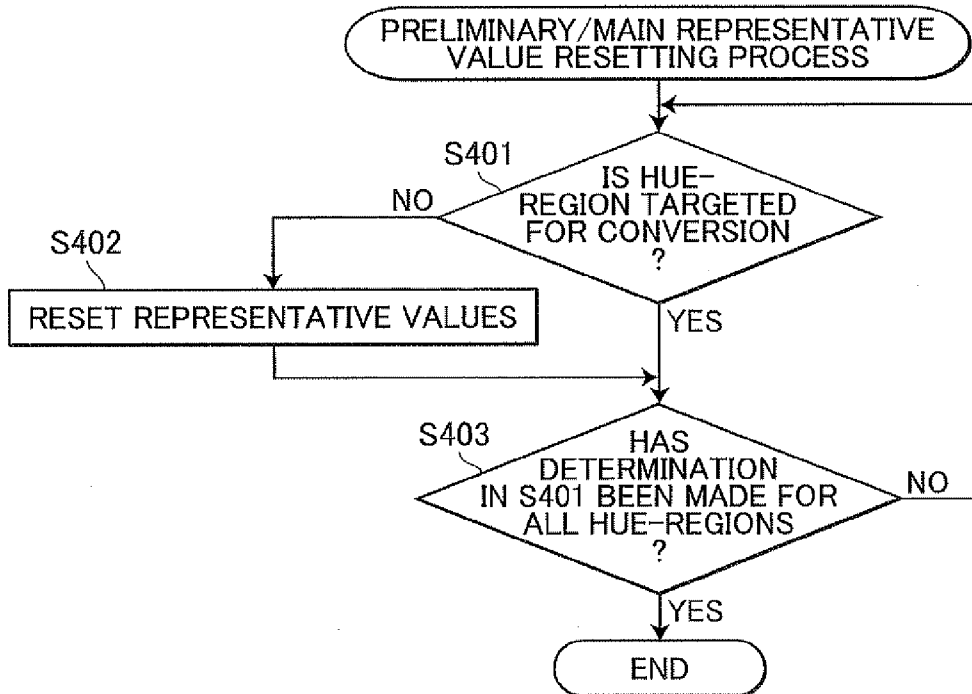 PRELIMINARY/MAIN REPRESENTATIVE
VALUE RESETTING PROCESS
S401
IS HUE-
REGION TARGETED
FOR CONVERSION
?
NO
S402
RESET REPRESENTATIVE VALUES
YES
S403
HAS
DETERMINATION
IN S401 BEEN MADE FOR
ALL HUE-REGIONS
?
NO
YES
END